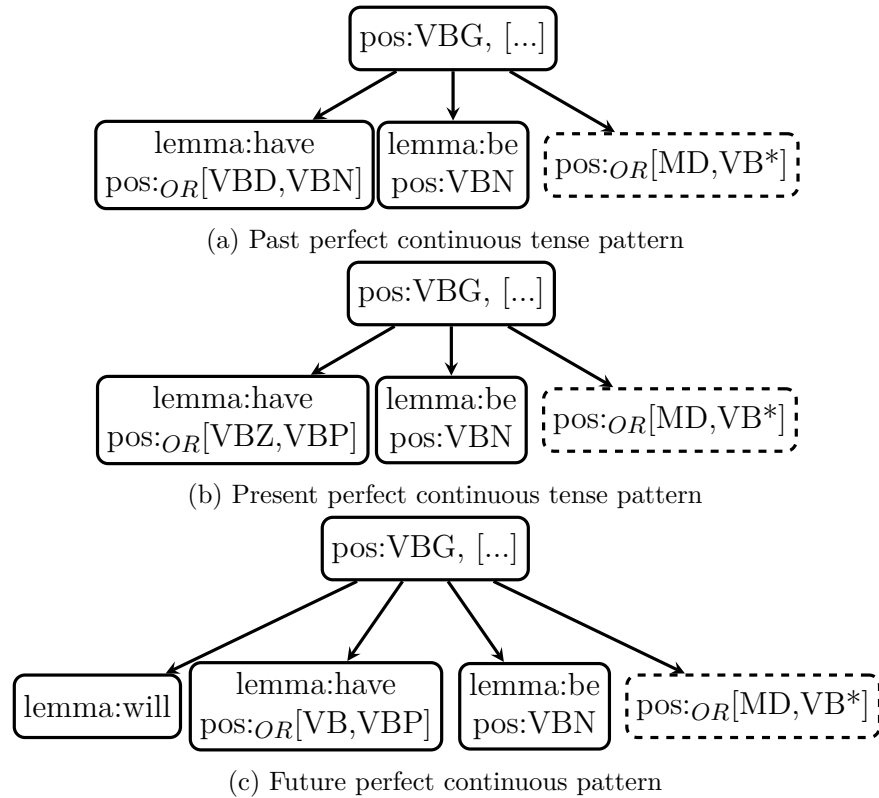 pos:VBG, [...]
lemma:have
pos:OR[VBD,VBN]
lemma:be
pos:VBN
pos:OR[MD,VB*]
(a) Past perfect continuous tense pattern
pos:VBG, [...]
lemma:have
pos:OR[VBZ,VBP]
lemma:be
pos:VBN
pos:OR[MD,VB*]
(b) Present perfect continuous tense pattern
pos:VBG, [...]
lemma:will
lemma:have
pos:OR[VB,VBP]
lemma:be
pos:VBN
pos:OR[MD,VB*]
(c) Future perfect continuous pattern